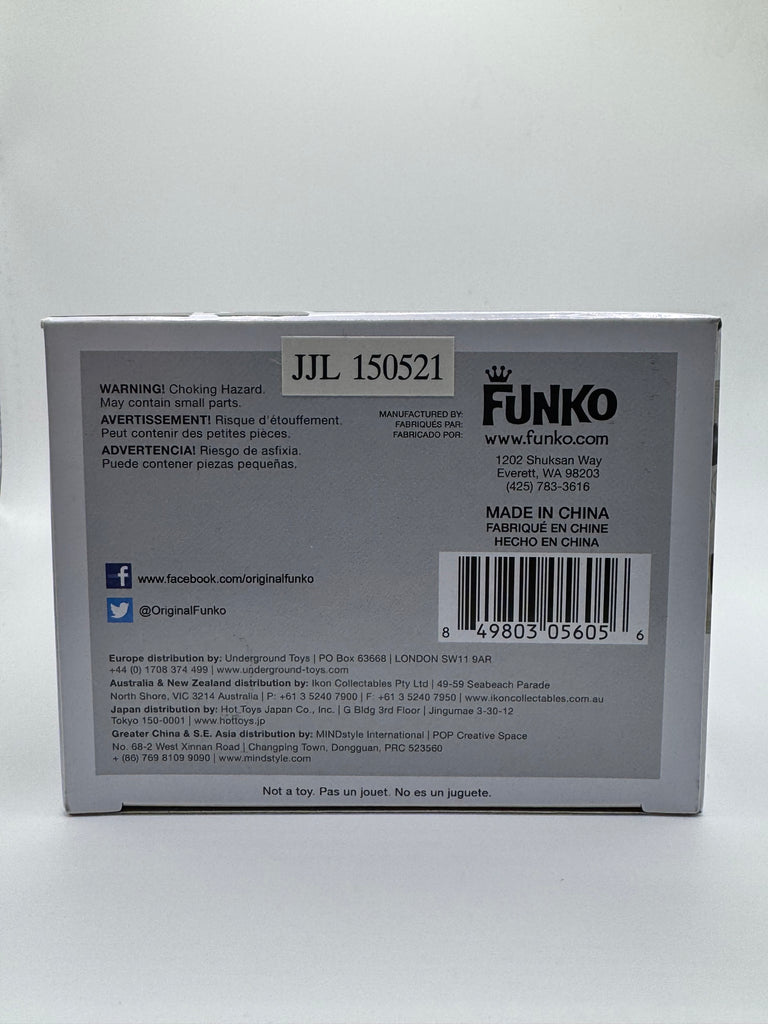 JJL 150521
WARNING! Choking Hazard.
May contain small parts.
AVERTISSEMENT! Risque d'étouffement.
Peut contenir des petites pièces.
ADVERTENCIA! Riesgo de asfixia.
Puede contener piezas pequeñas.
MANUFACTURED BY:
FABRIQUÉS PAR:
FABRICADO POR:
FUNKO
www.funko.com
1202 Shuksan Way
Everett, WA 98203
(425) 783-3616
MADE IN CHINA
FABRIQUÉ EN CHINE
HECHO EN CHINA
f www.facebook.com/originalfunko
@OriginalFunko
8 49803 05605 6
Europe distribution by: Underground Toys | PO Box 63668 | LONDON SW11 9AR
+44 (0) 1708 374 499 | www.underground-toys.com
Australia & New Zealand distribution by: Ikon Collectables Pty Ltd | 49-59 Seabeach Parade
North Shore, VIC 3214 Australia | P: +61 3 5240 7900 | F: +61 3 5240 7950 | www.ikoncollectables.com.au
Japan distribution by: Hot Toys Japan Co., Inc. | G Bldg 3rd Floor | Jingumae 3-30-12
Tokyo 150-0001 | www.hottoys.jp
Greater China & S.E. Asia distribution by: MINDstyle International | POP Creative Space
No. 68-2 West Xinnan Road | Changping Town, Dongguan, PRC 523560
+ (86) 769 8109 9090 | www.mindstyle.com
Not a toy. Pas un jouet. No es un juguete.